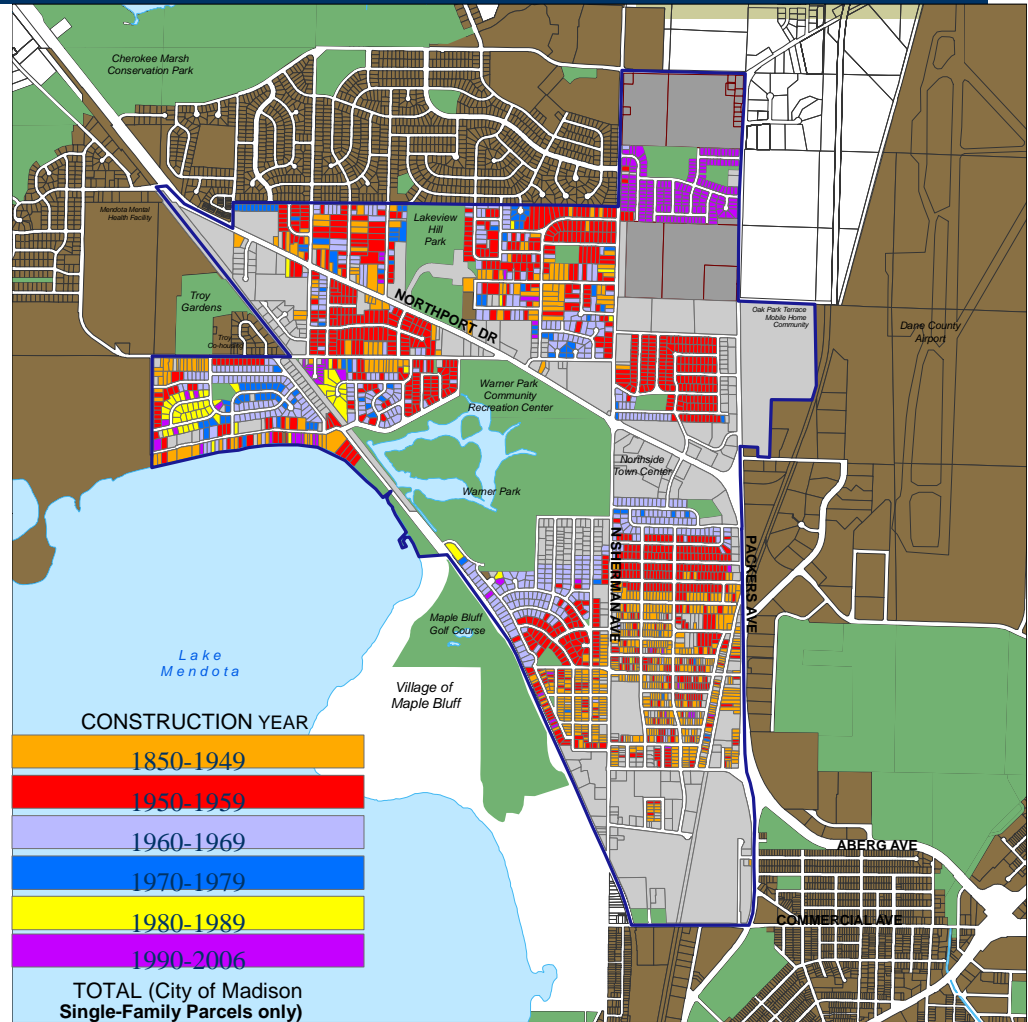 Cherokee Marsh
Conservation Park
Mendota Mental
Health Facility
Lakeview
Hill
Park
Troy
Gardens
NORTHPORT DR
Troy
Co-housing
Oak Park Terrace
Mobile Home
Community
Dane County
Airport
Warner Park
Community
Recreation Center
Northside
Town Center
Warner Park
N SHERMAN AVE
PACKERS AVE
Maple Bluff
Golf Course
Lake
Mendota
Village of
Maple Bluff
CONSTRUCTION YEAR
1850-1949
1950-1959
1960-1969
1970-1979
1980-1989
1990-2006
TOTAL (City of Madison
Single-Family Parcels only)
ABERG AVE
COMMERCIAL AVE